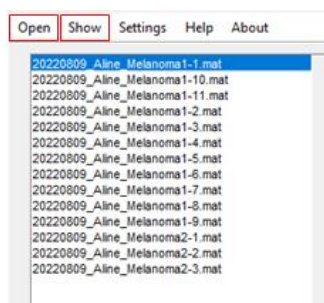 Open Show Settings Help About
20220809_Aline_Melanoma1-1.mat
20220809_Aline_Melanoma1-10.mat
20220809_Aline_Melanoma1-11.mat
20220809_Aline_Melanoma1-2.mat
20220809_Aline_Melanoma1-3.mat
20220809_Aline_Melanoma1-4.mat
20220809_Aline_Melanoma1-5.mat
20220809_Aline_Melanoma1-6.mat
20220809_Aline_Melanoma1-7.mat
20220809_Aline_Melanoma1-8.mat
20220809_Aline_Melanoma1-9.mat
20220809_Aline_Melanoma2-1.mat
20220809_Aline_Melanoma2-2.mat
20220809_Aline_Melanoma2-3.mat